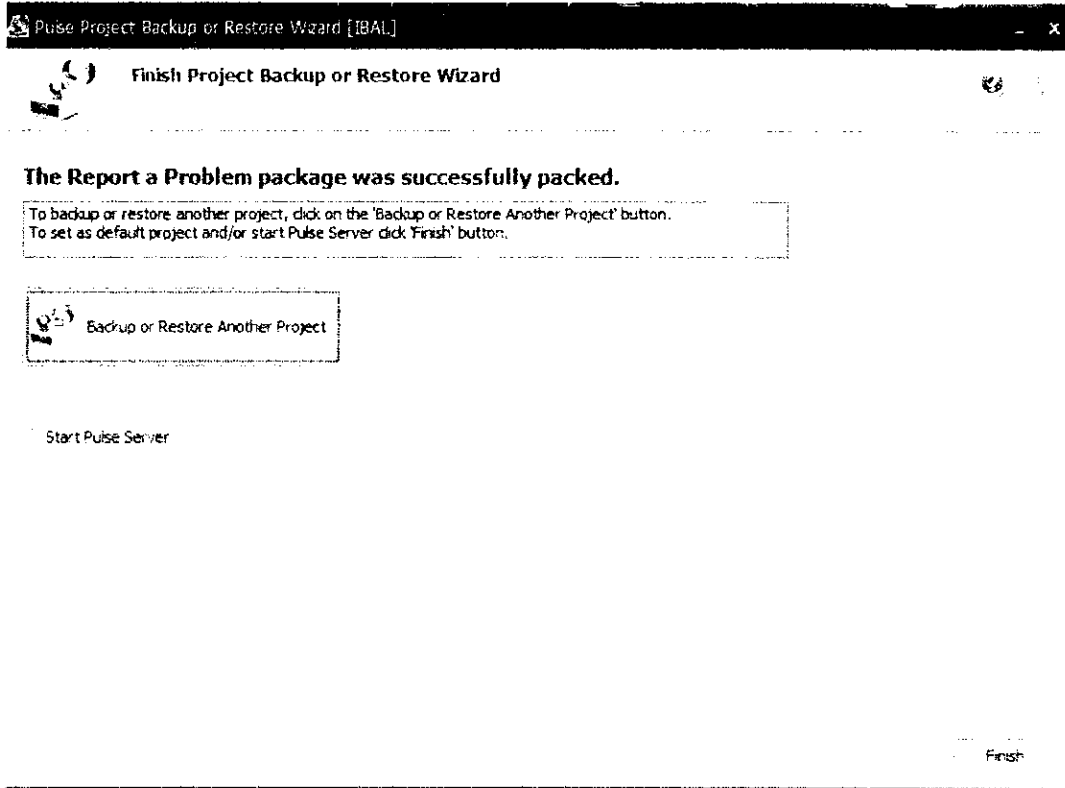 Pulse Project Backup or Restore Wizard [IBAL]
Finish Project Backup or Restore Wizard
The Report a Problem package was successfully packed.
To backup or restore another project, click on the 'Backup or Restore Another Project' button.
To set as default project and/or start Pulse Server click 'Finish' button.
Backup or Restore Another Project
Start Pulse Server
Finish